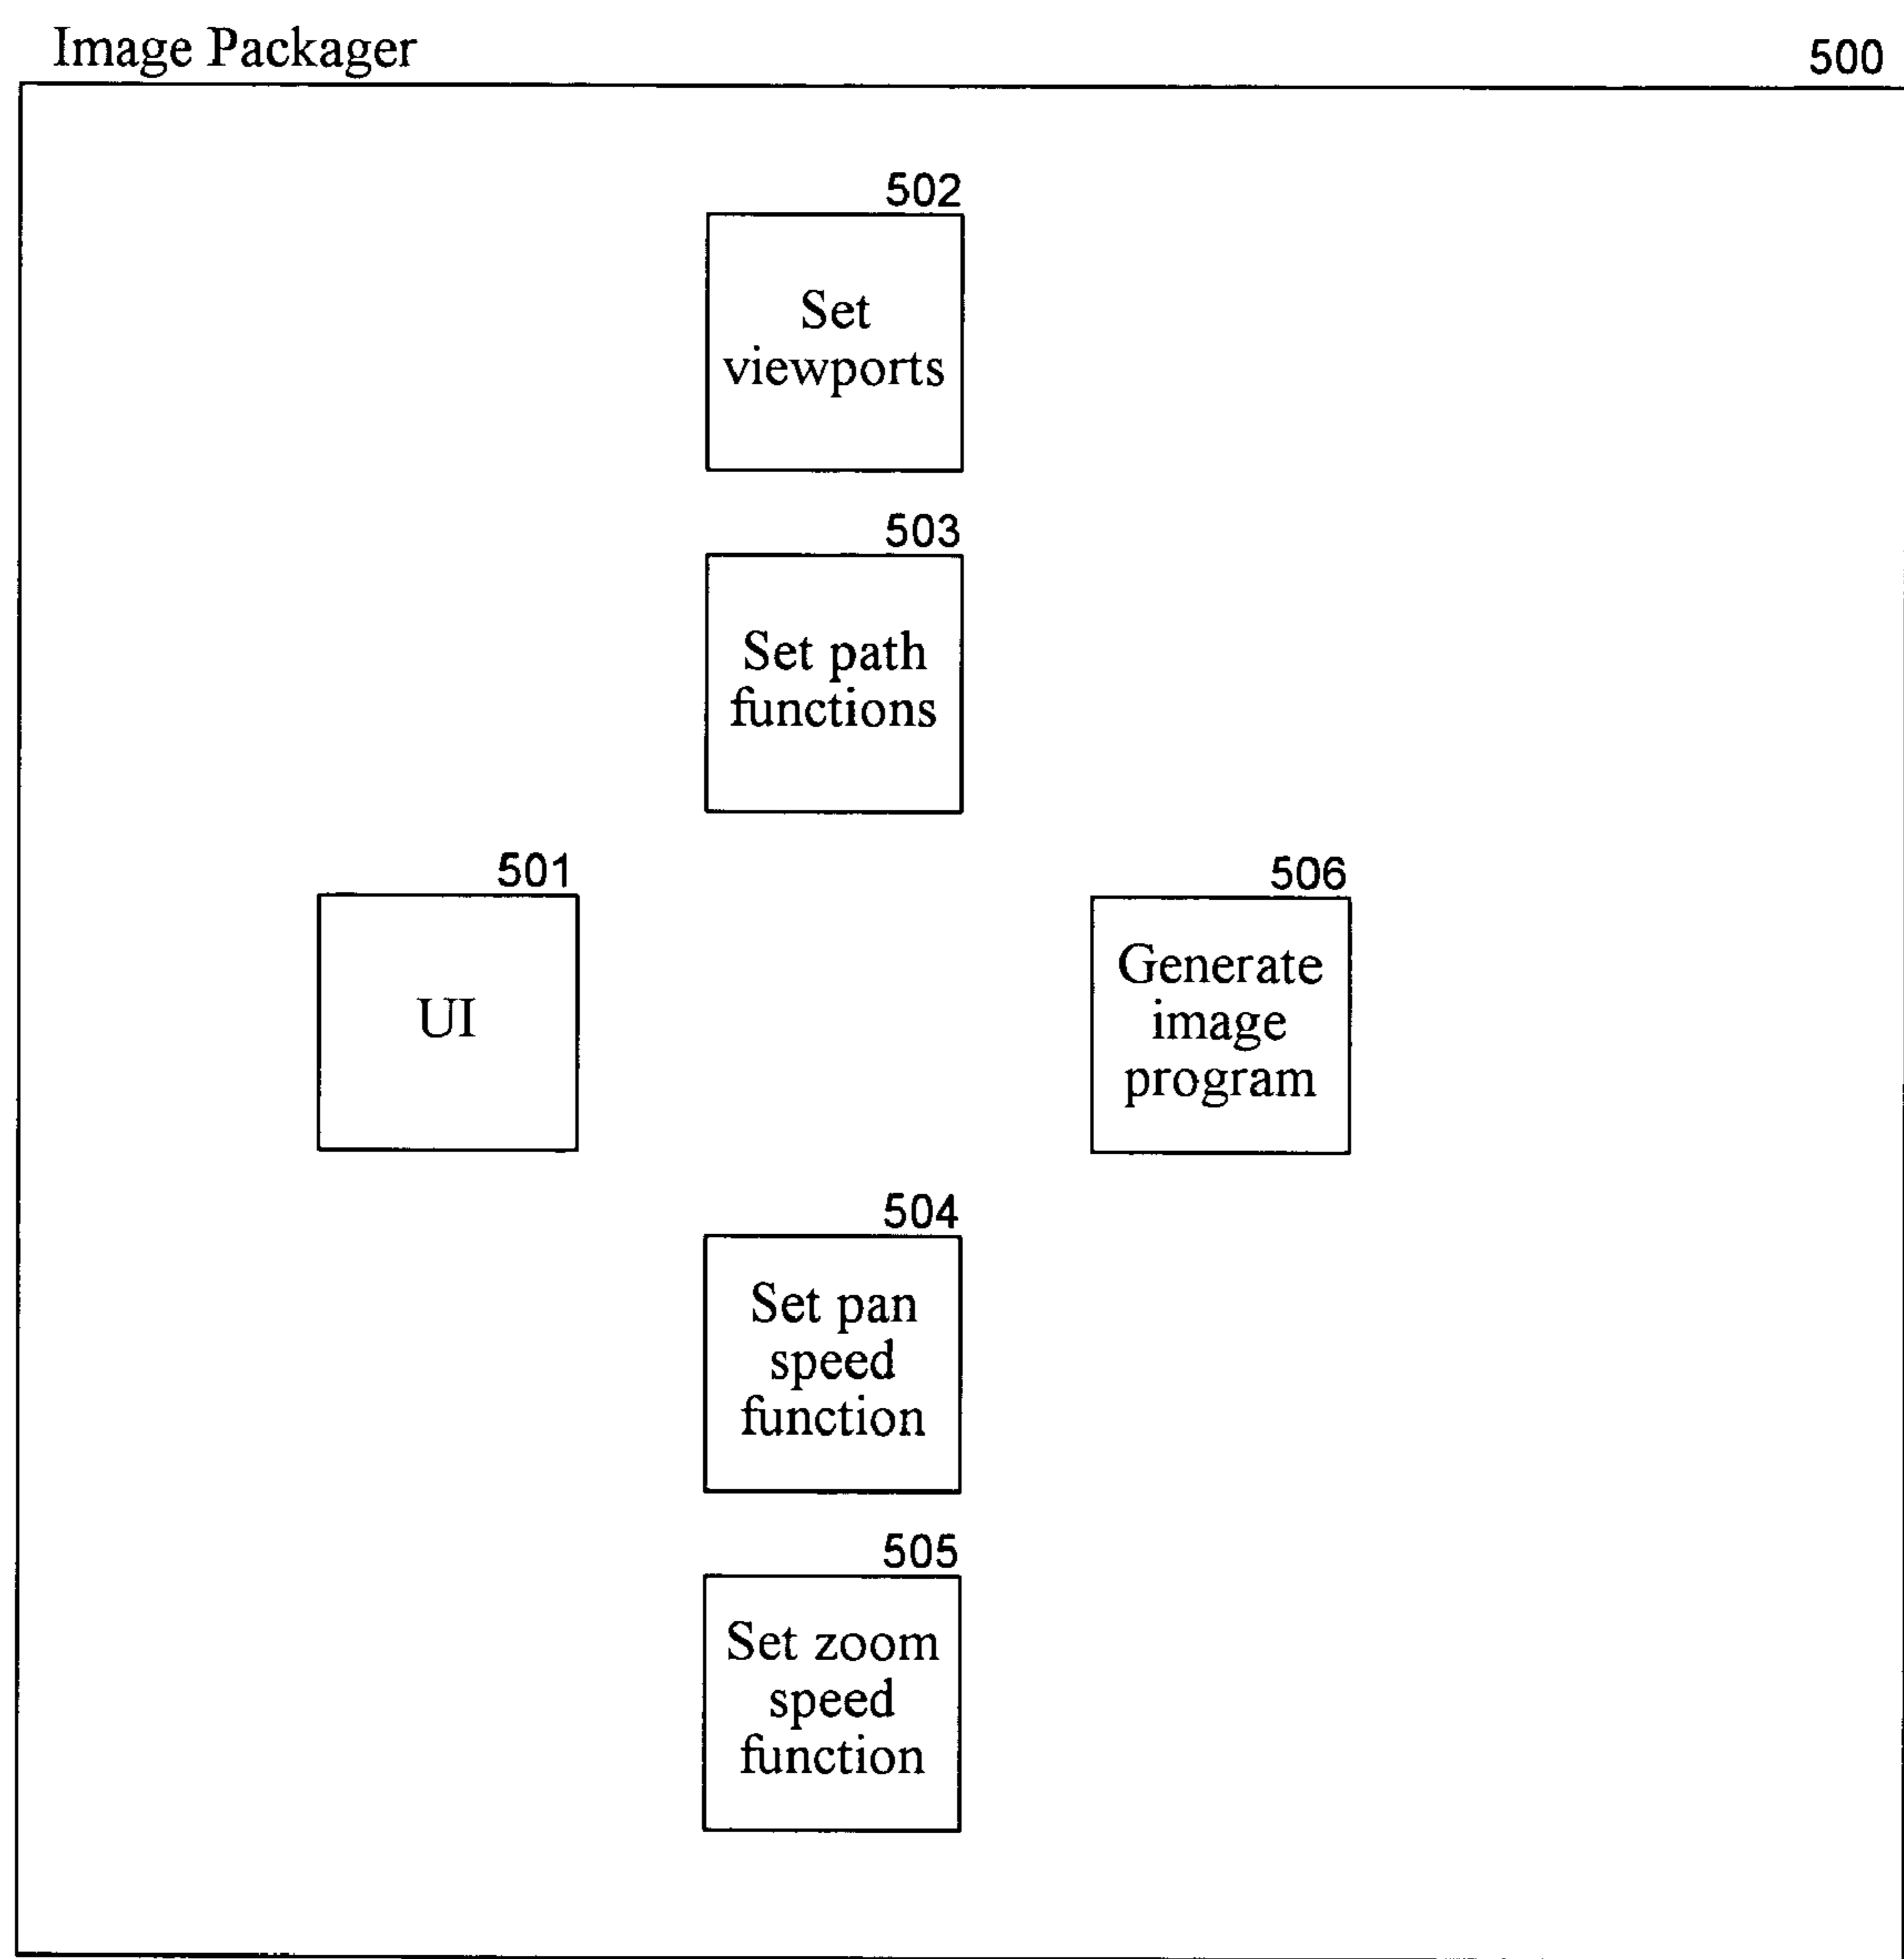 Image Packager
500
502
Set
viewports
503
Set path
functions
501
UI
506
Generate
image
program
504
Set pan
speed
function
505
Set zoom
speed
function